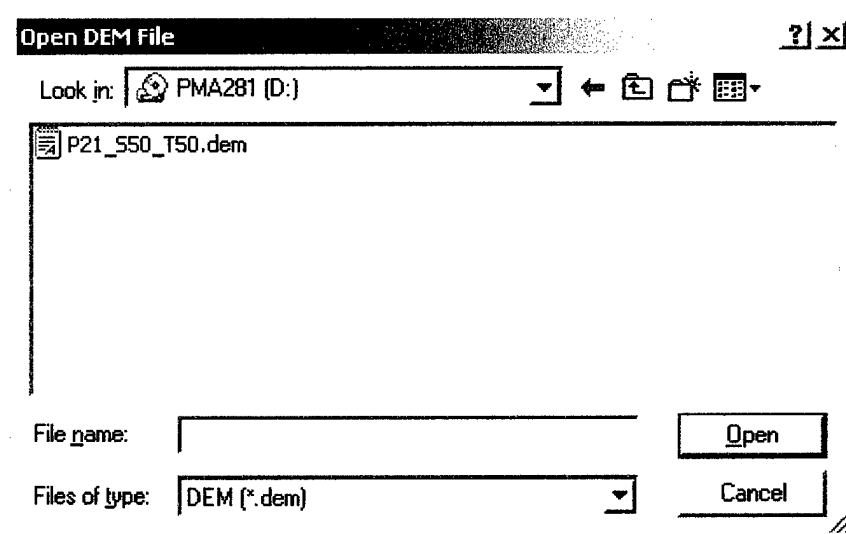 Open DEM File
Look in: PMA281 (D:)
P21_S50_T50.dem
File name:
Open
Files of type: DEM (*.dem)
Cancel